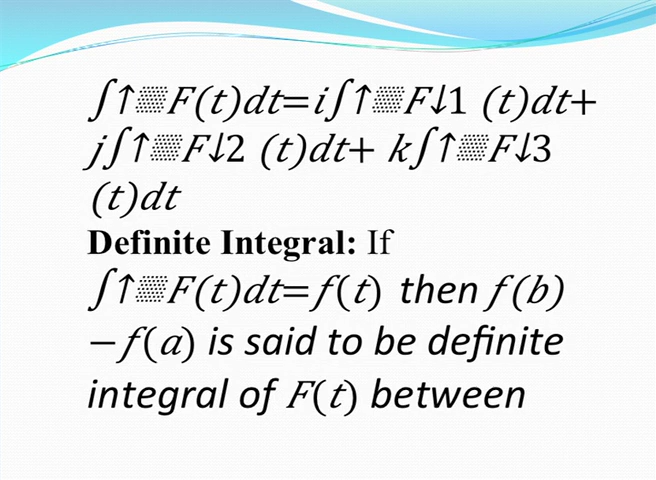 ∫↑▒F(t)dt=i∫↑▒F↓1 (t)dt+
j∫↑▒F↓2 (t)dt+ k∫↑▒F↓3
(t)dt
Definite Integral: If
∫↑▒F(t)dt=f(t) then f(b)
−f(a) is said to be definite
integral of F(t) between